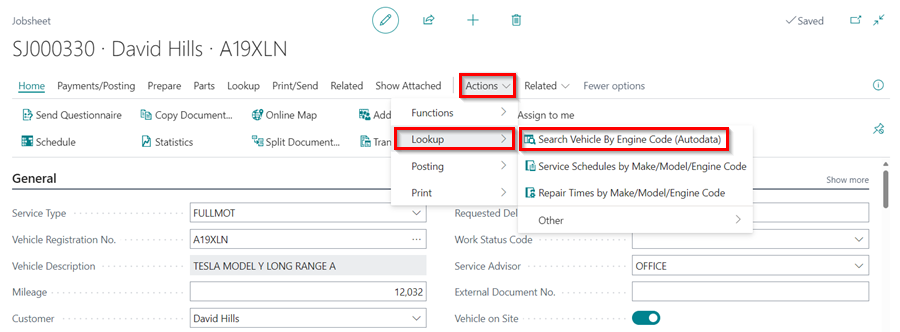 Jobsheet
Saved
SJ000330 · David Hills · A19XLN
Home Payments/Posting Prepare Parts Lookup Print/Send Related Show Attached Actions Related Fewer options
Send Questionnaire Copy Document... Online Map Add Functions Assign to me
Schedule Statistics Split Document... Tran Lookup Search Vehicle By Engine Code (Autodata)
Posting Service Schedules by Make/Model/Engine Code
Print Repair Times by Make/Model/Engine Code
General Show more
Other
Service Type FULLMOT Requested Del
Vehicle Registration No. A19XLN ... Work Status Code
Vehicle Description TESLA MODEL Y LONG RANGE A Service Advisor OFFICE
Mileage 12,032 External Document No.
Customer David Hills Vehicle on Site